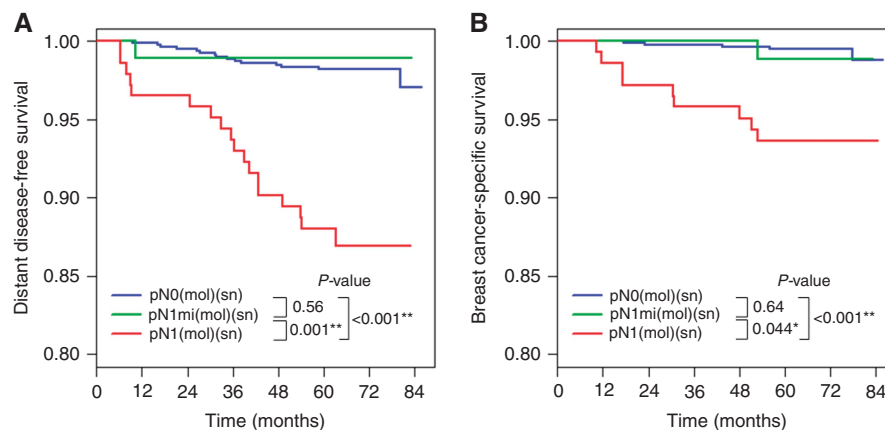 A
Distant disease-free survival
1.00
0.95
0.90
0.85
0.80
P-value
pN0(mol)(sn)
pN1mi(mol)(sn)
pN1(mol)(sn)
0.56
0.001**
<0.001**
0 12 24 36 48 60 72 84
Time (months)
B
Breast cancer-specific survival
1.00
0.95
0.90
0.85
0.80
P-value
pN0(mol)(sn)
pN1mi(mol)(sn)
pN1(mol)(sn)
0.64
0.044*
<0.001**
0 12 24 36 48 60 72 84
Time (months)